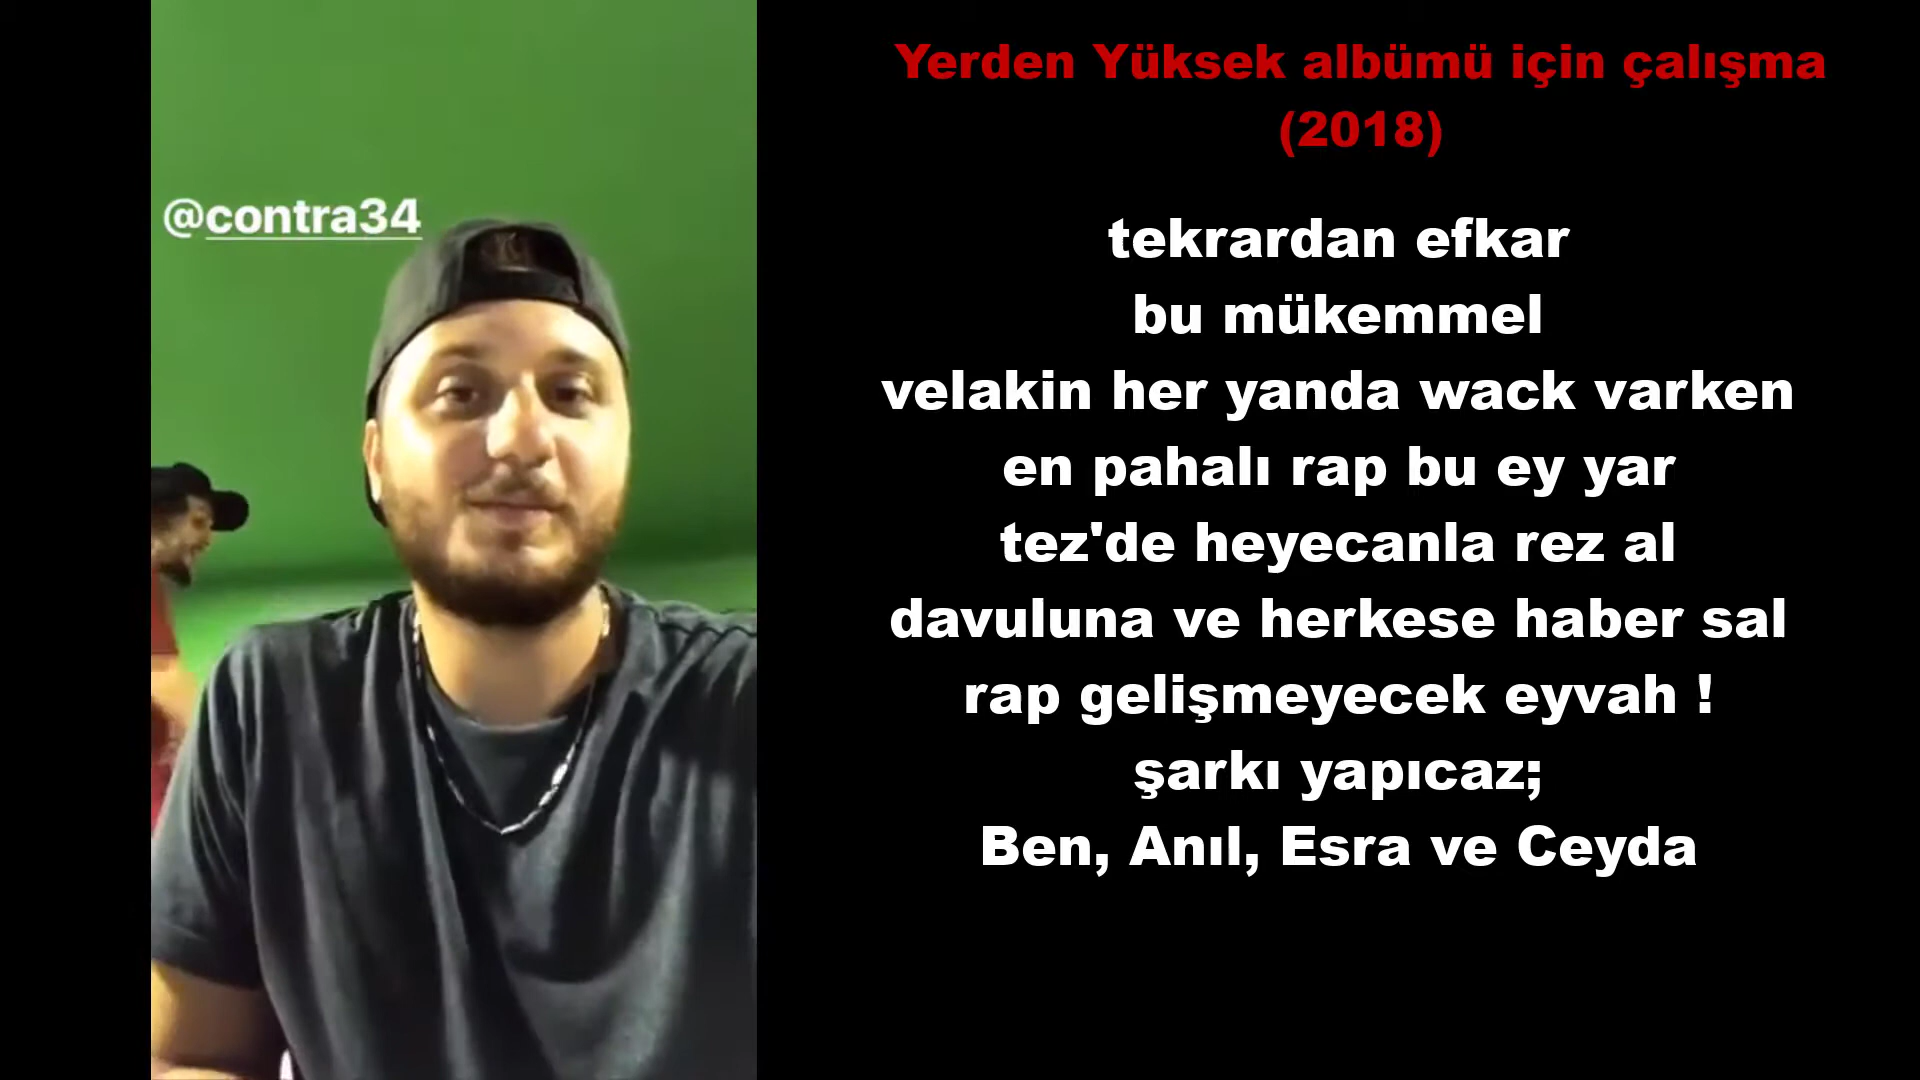 @contra34
Yerden Yüksek albümü için çalışma
(2018)
tekrardan efkar
bu mükemmel
velakin her yanda wack varken
en pahalı rap bu ey yar
tez'de heyecanla rez al
davuluna ve herkese haber sal
rap gelişmeyecek eyvah !
şarkı yapıcaz;
Ben, Anıl, Esra ve Ceyda